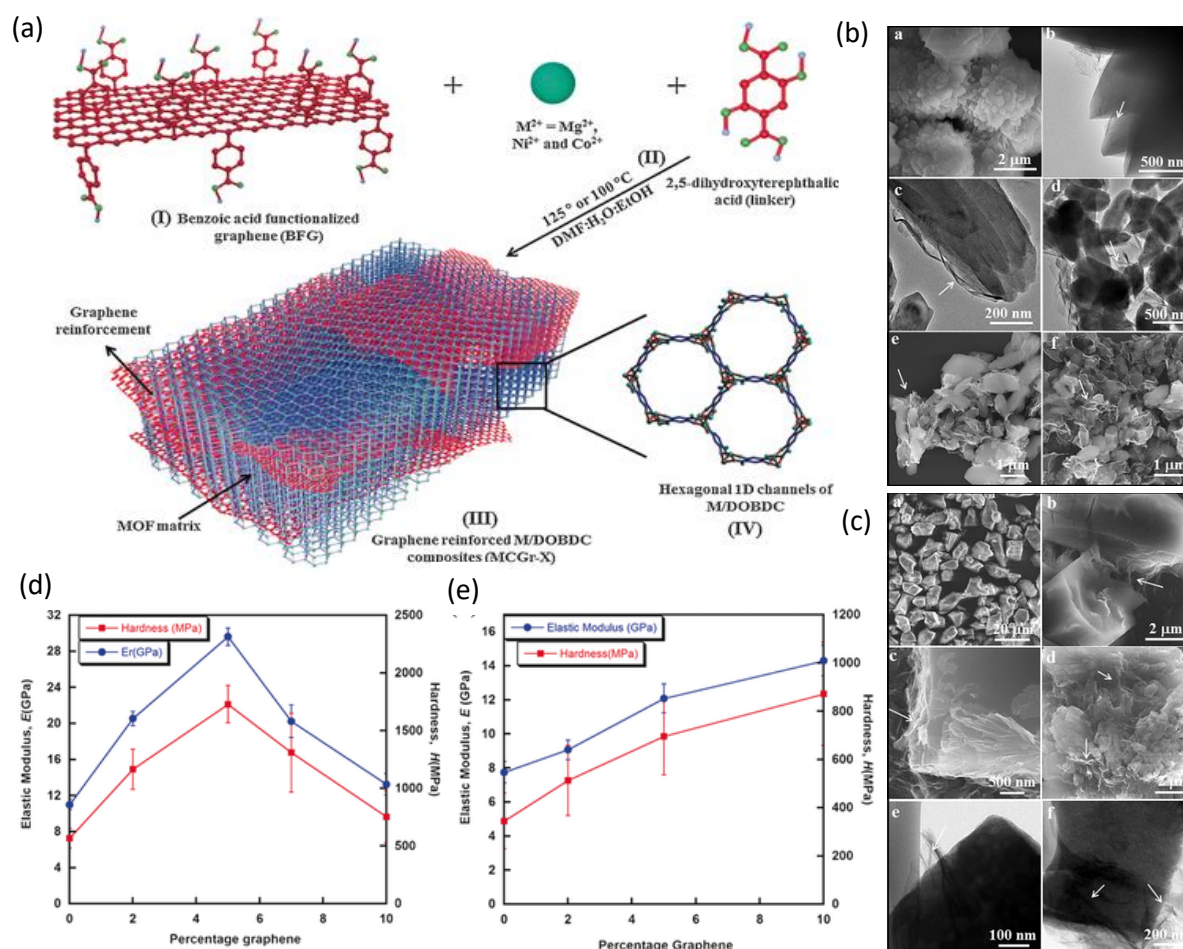 (a)
+
+
M²⁺ = Mg²⁺,
Ni²⁺ and Co²⁺
(II)
125° or 100 °C
DMF:H₂O:EtOH
2,5-dihydroxyterephthalic
acid (linker)
(I) Benzoic acid functionalized
graphene (BFG)
Graphene
reinforcement
MOF matrix
(III)
Graphene reinforced M/DOBDC
composites (MCGr-X)
Hexagonal 1D channels of
M/DOBDC
(IV)
(b)
a
2 µm
b
500 nm
c
200 nm
d
500 nm
e
1 µm
f
1 µm
(c)
a
20 µm
b
2 µm
c
500 nm
d
e
100 nm
f
200 nm
(d)
Hardness (MPa)
Er(GPa)
Elastic Modulus, E(GPa)
32
28
24
20
16
12
8
4
0
Hardness, H(MPa)
2500
2000
1500
1000
500
0
0 2 4 6 8 10
Percentage graphene
(e)
Elastic Modulus (GPa)
Hardness(MPa)
Elastic Modulus, E (GPa)
16
14
12
10
8
6
4
2
0
Hardness, H(MPa)
1200
1000
800
600
400
200
0
0 2 4 6 8 10
Percentage Graphene